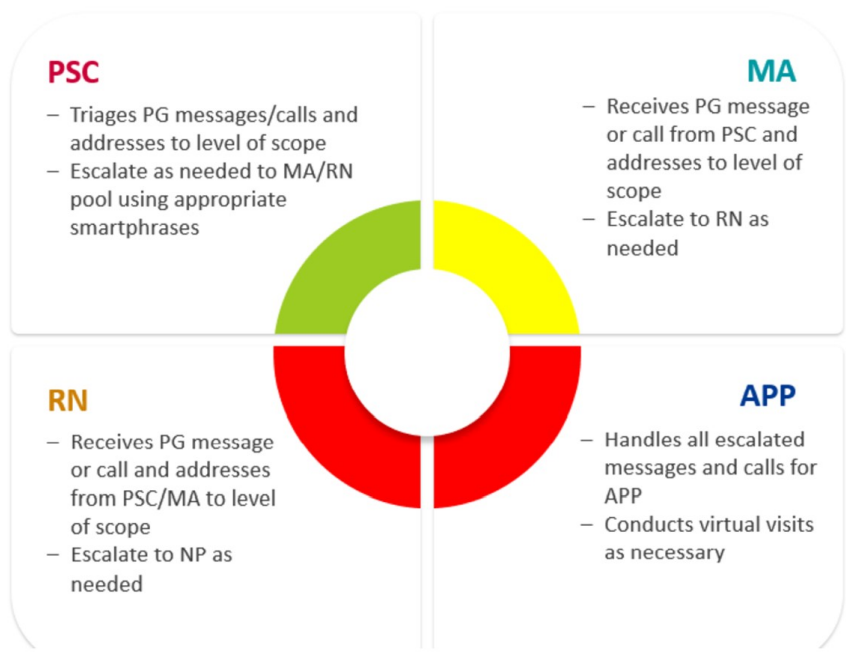 PSC
– Triages PG messages/calls and
addresses to level of scope
– Escalate as needed to MA/RN
pool using appropriate
smartphrases
MA
– Receives PG message
or call from PSC and
addresses to level of
scope
– Escalate to RN as
needed
RN
– Receives PG message
or call and addresses
from PSC/MA to level
of scope
– Escalate to NP as
needed
APP
– Handles all escalated
messages and calls for
APP
– Conducts virtual visits
as necessary